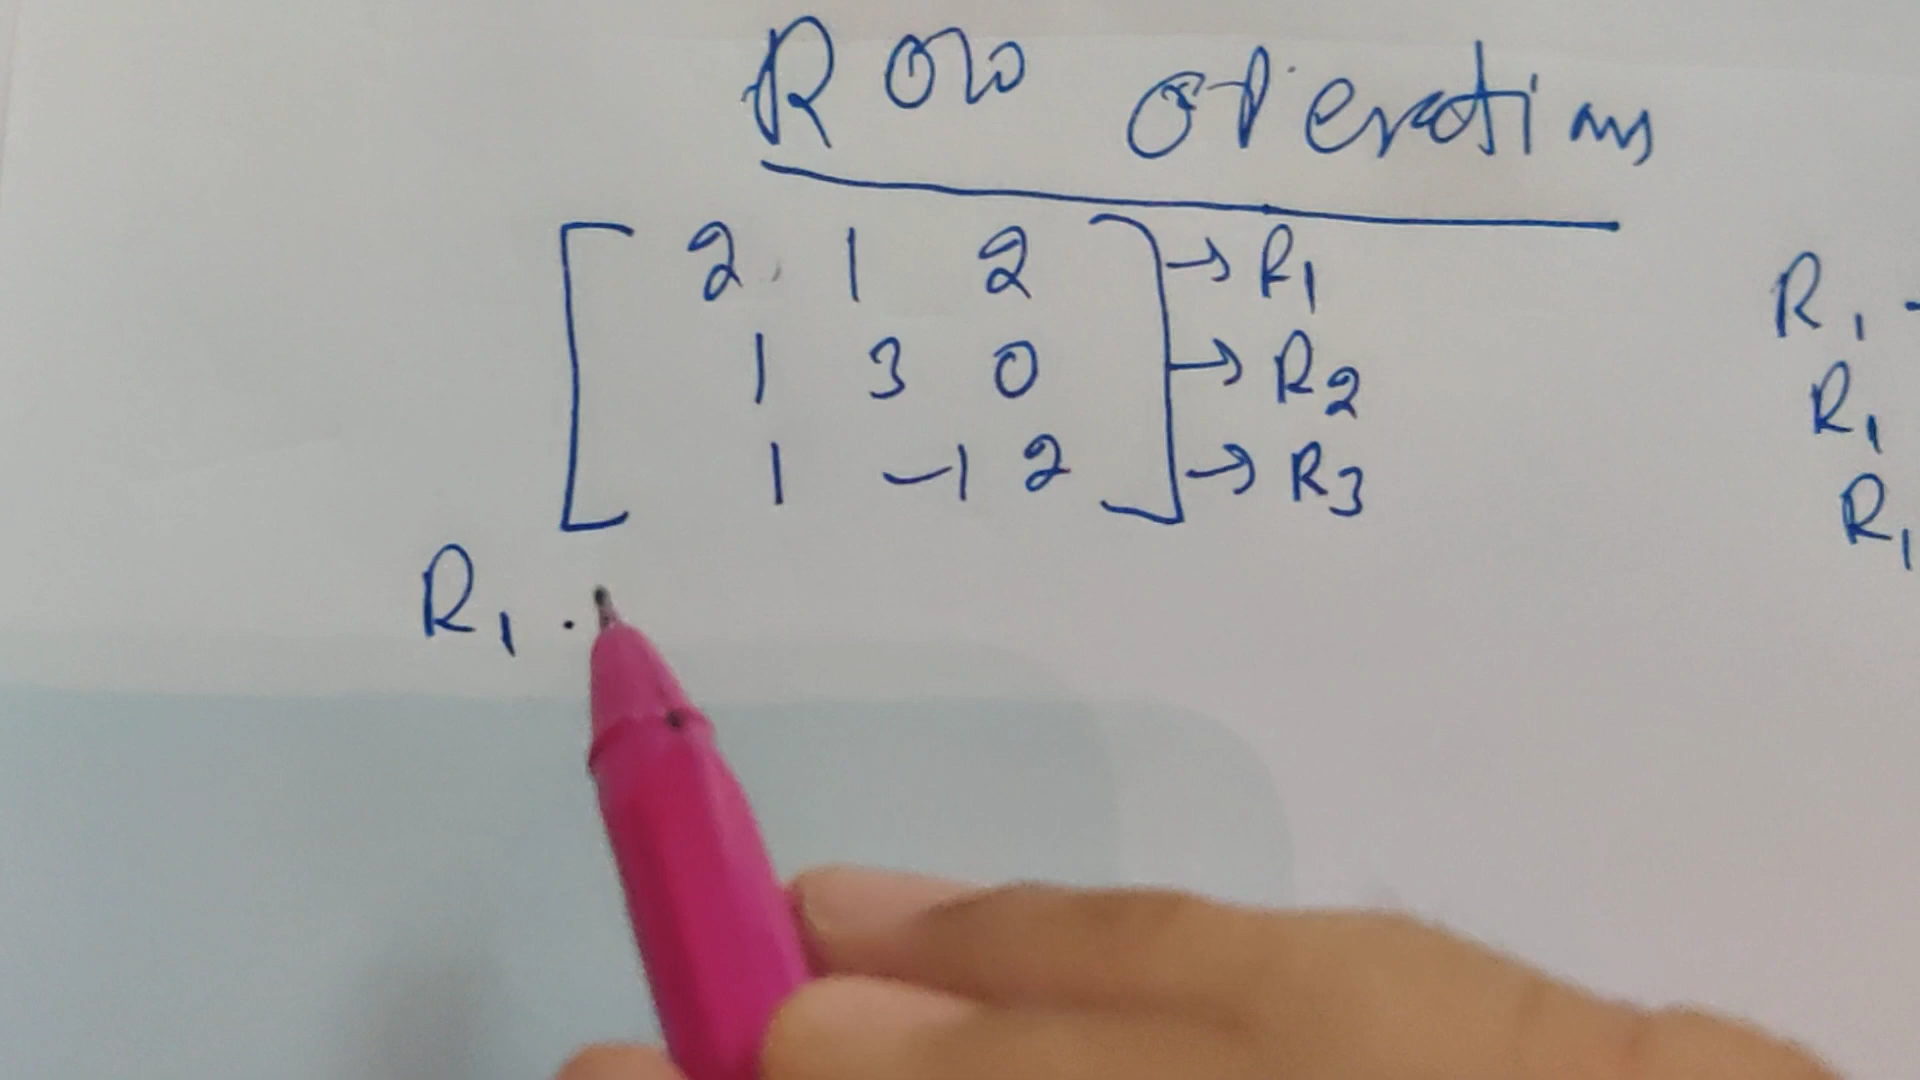 Row operations
[ 2 1 2 ] → R1
1 3 0 → R2
1 -1 2 → R3
R1 .
R1 -
R1
R1